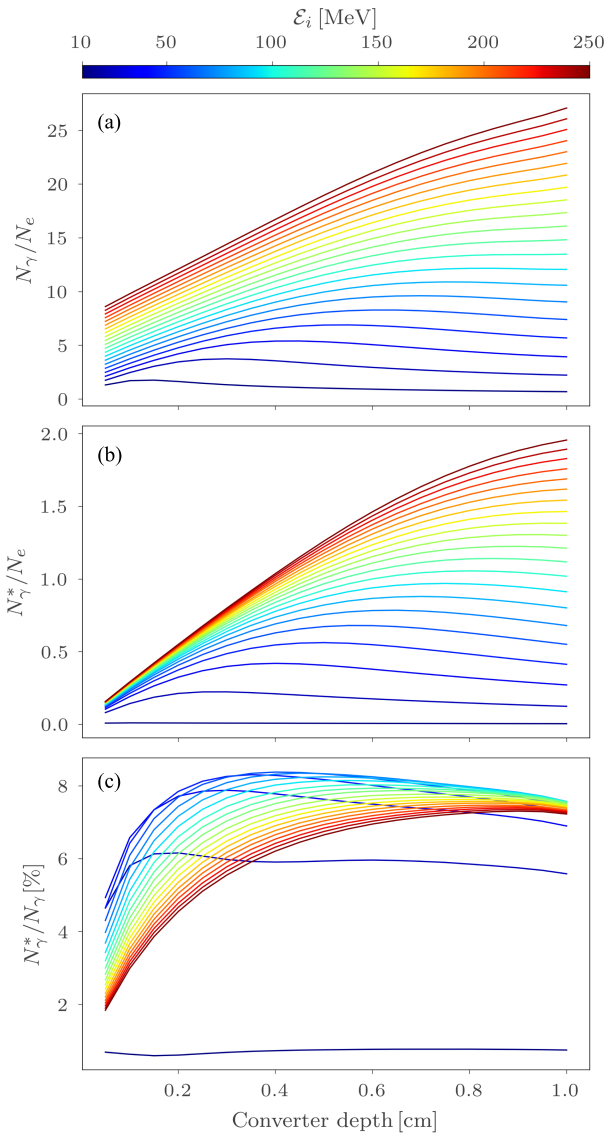 ℰᵢ [MeV]
10 50 100 150 200 250
(a)
25
20
15
10
5
0
N_γ/N_e
(b)
2.0
1.5
1.0
0.5
0.0
N*_γ/N_e
(c)
8
6
4
2
N*_γ/N_γ [%]
0.2 0.4 0.6 0.8 1.0
Converter depth [cm]